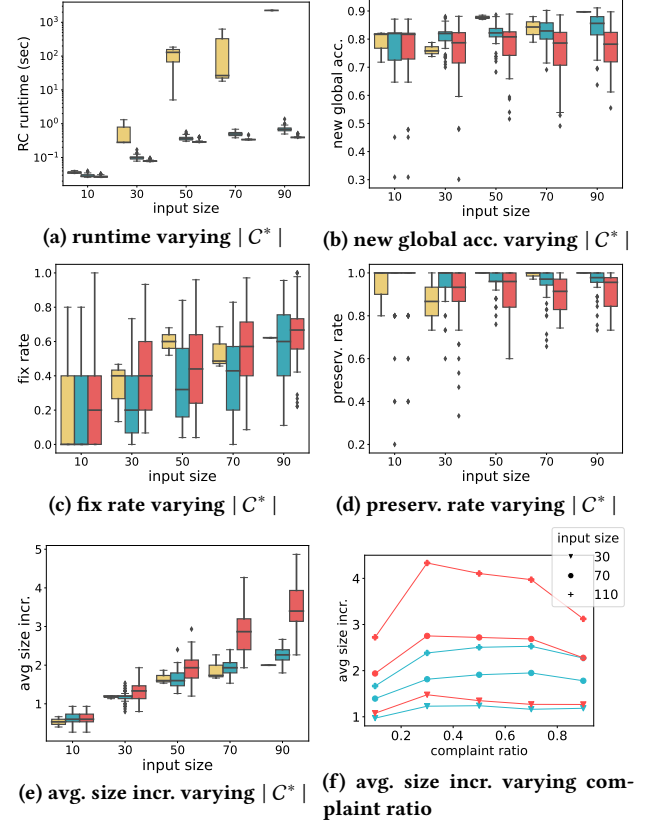 RC runtime (sec)
10³
10²
10¹
10⁰
10⁻¹
10 30 50 70 90
input size
(a) runtime varying | C* |
new global acc.
0.9
0.8
0.7
0.6
0.5
0.4
0.3
10 30 50 70 90
input size
(b) new global acc. varying | C* |
fix rate
1.0
0.8
0.6
0.4
0.2
0.0
10 30 50 70 90
input size
(c) fix rate varying | C* |
preserv. rate
1.0
0.8
0.6
0.4
0.2
10 30 50 70 90
input size
(d) preserv. rate varying | C* |
avg size incr.
5
4
3
2
1
10 30 50 70 90
input size
(e) avg. size incr. varying | C* |
input size
30
70
110
avg size incr.
4
3
2
1
0.2 0.4 0.6 0.8
complaint ratio
(f) avg. size incr. varying com-
plaint ratio